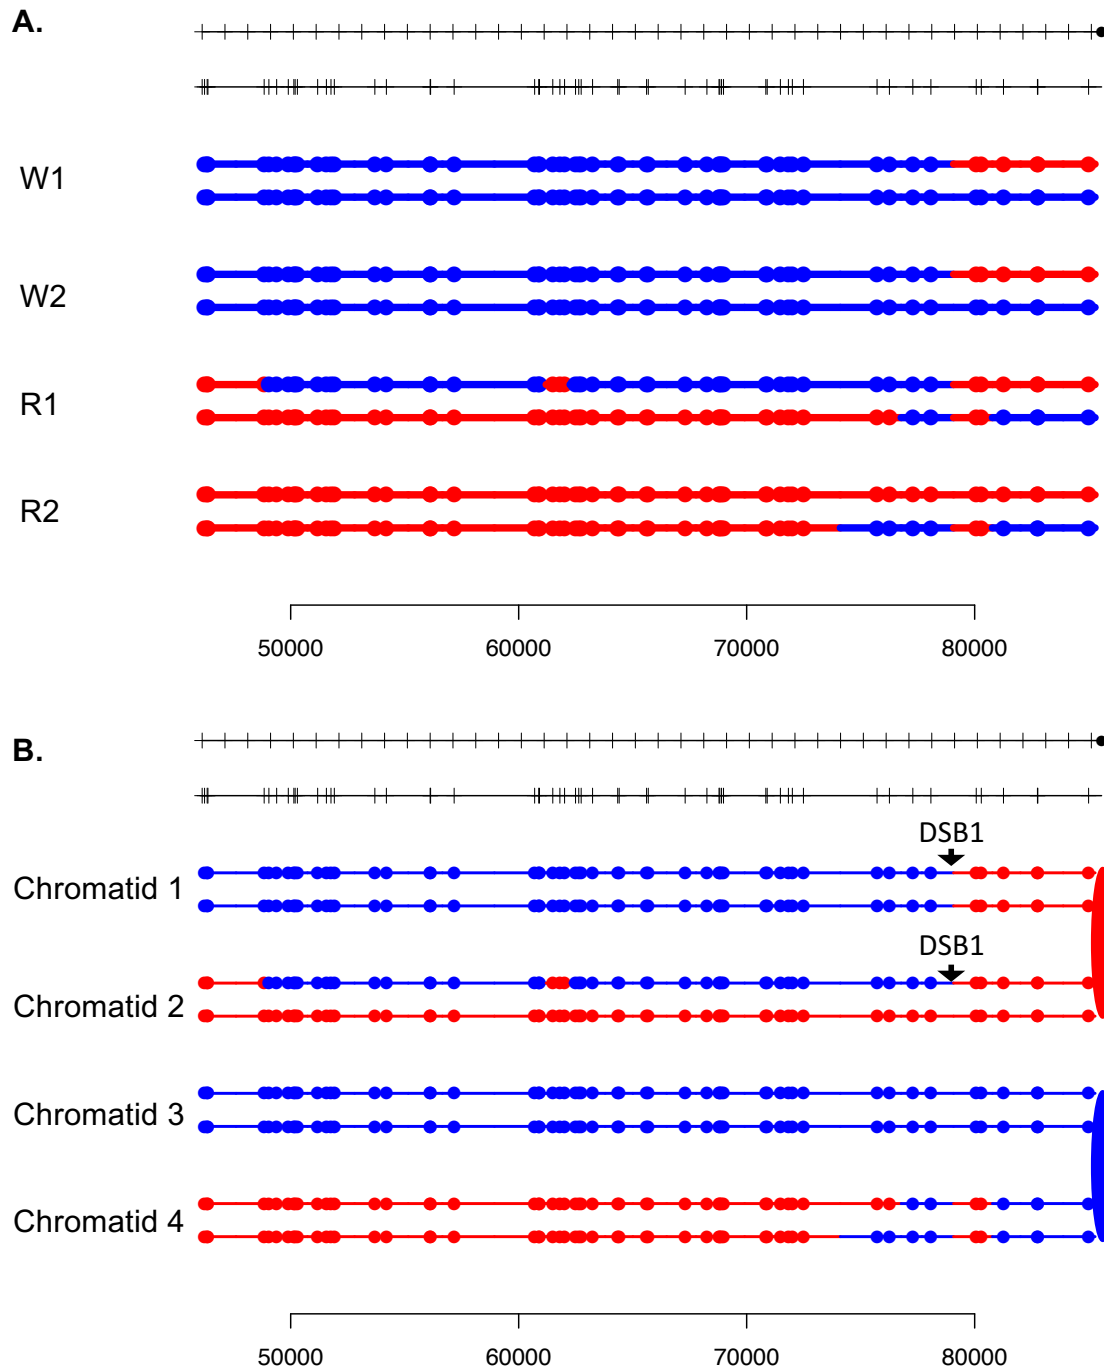 A.
W1
W2
R1
R2
50000 60000 70000 80000
B.
DSB1
Chromatid 1
DSB1
Chromatid 2
Chromatid 3
Chromatid 4
50000 60000 70000 80000